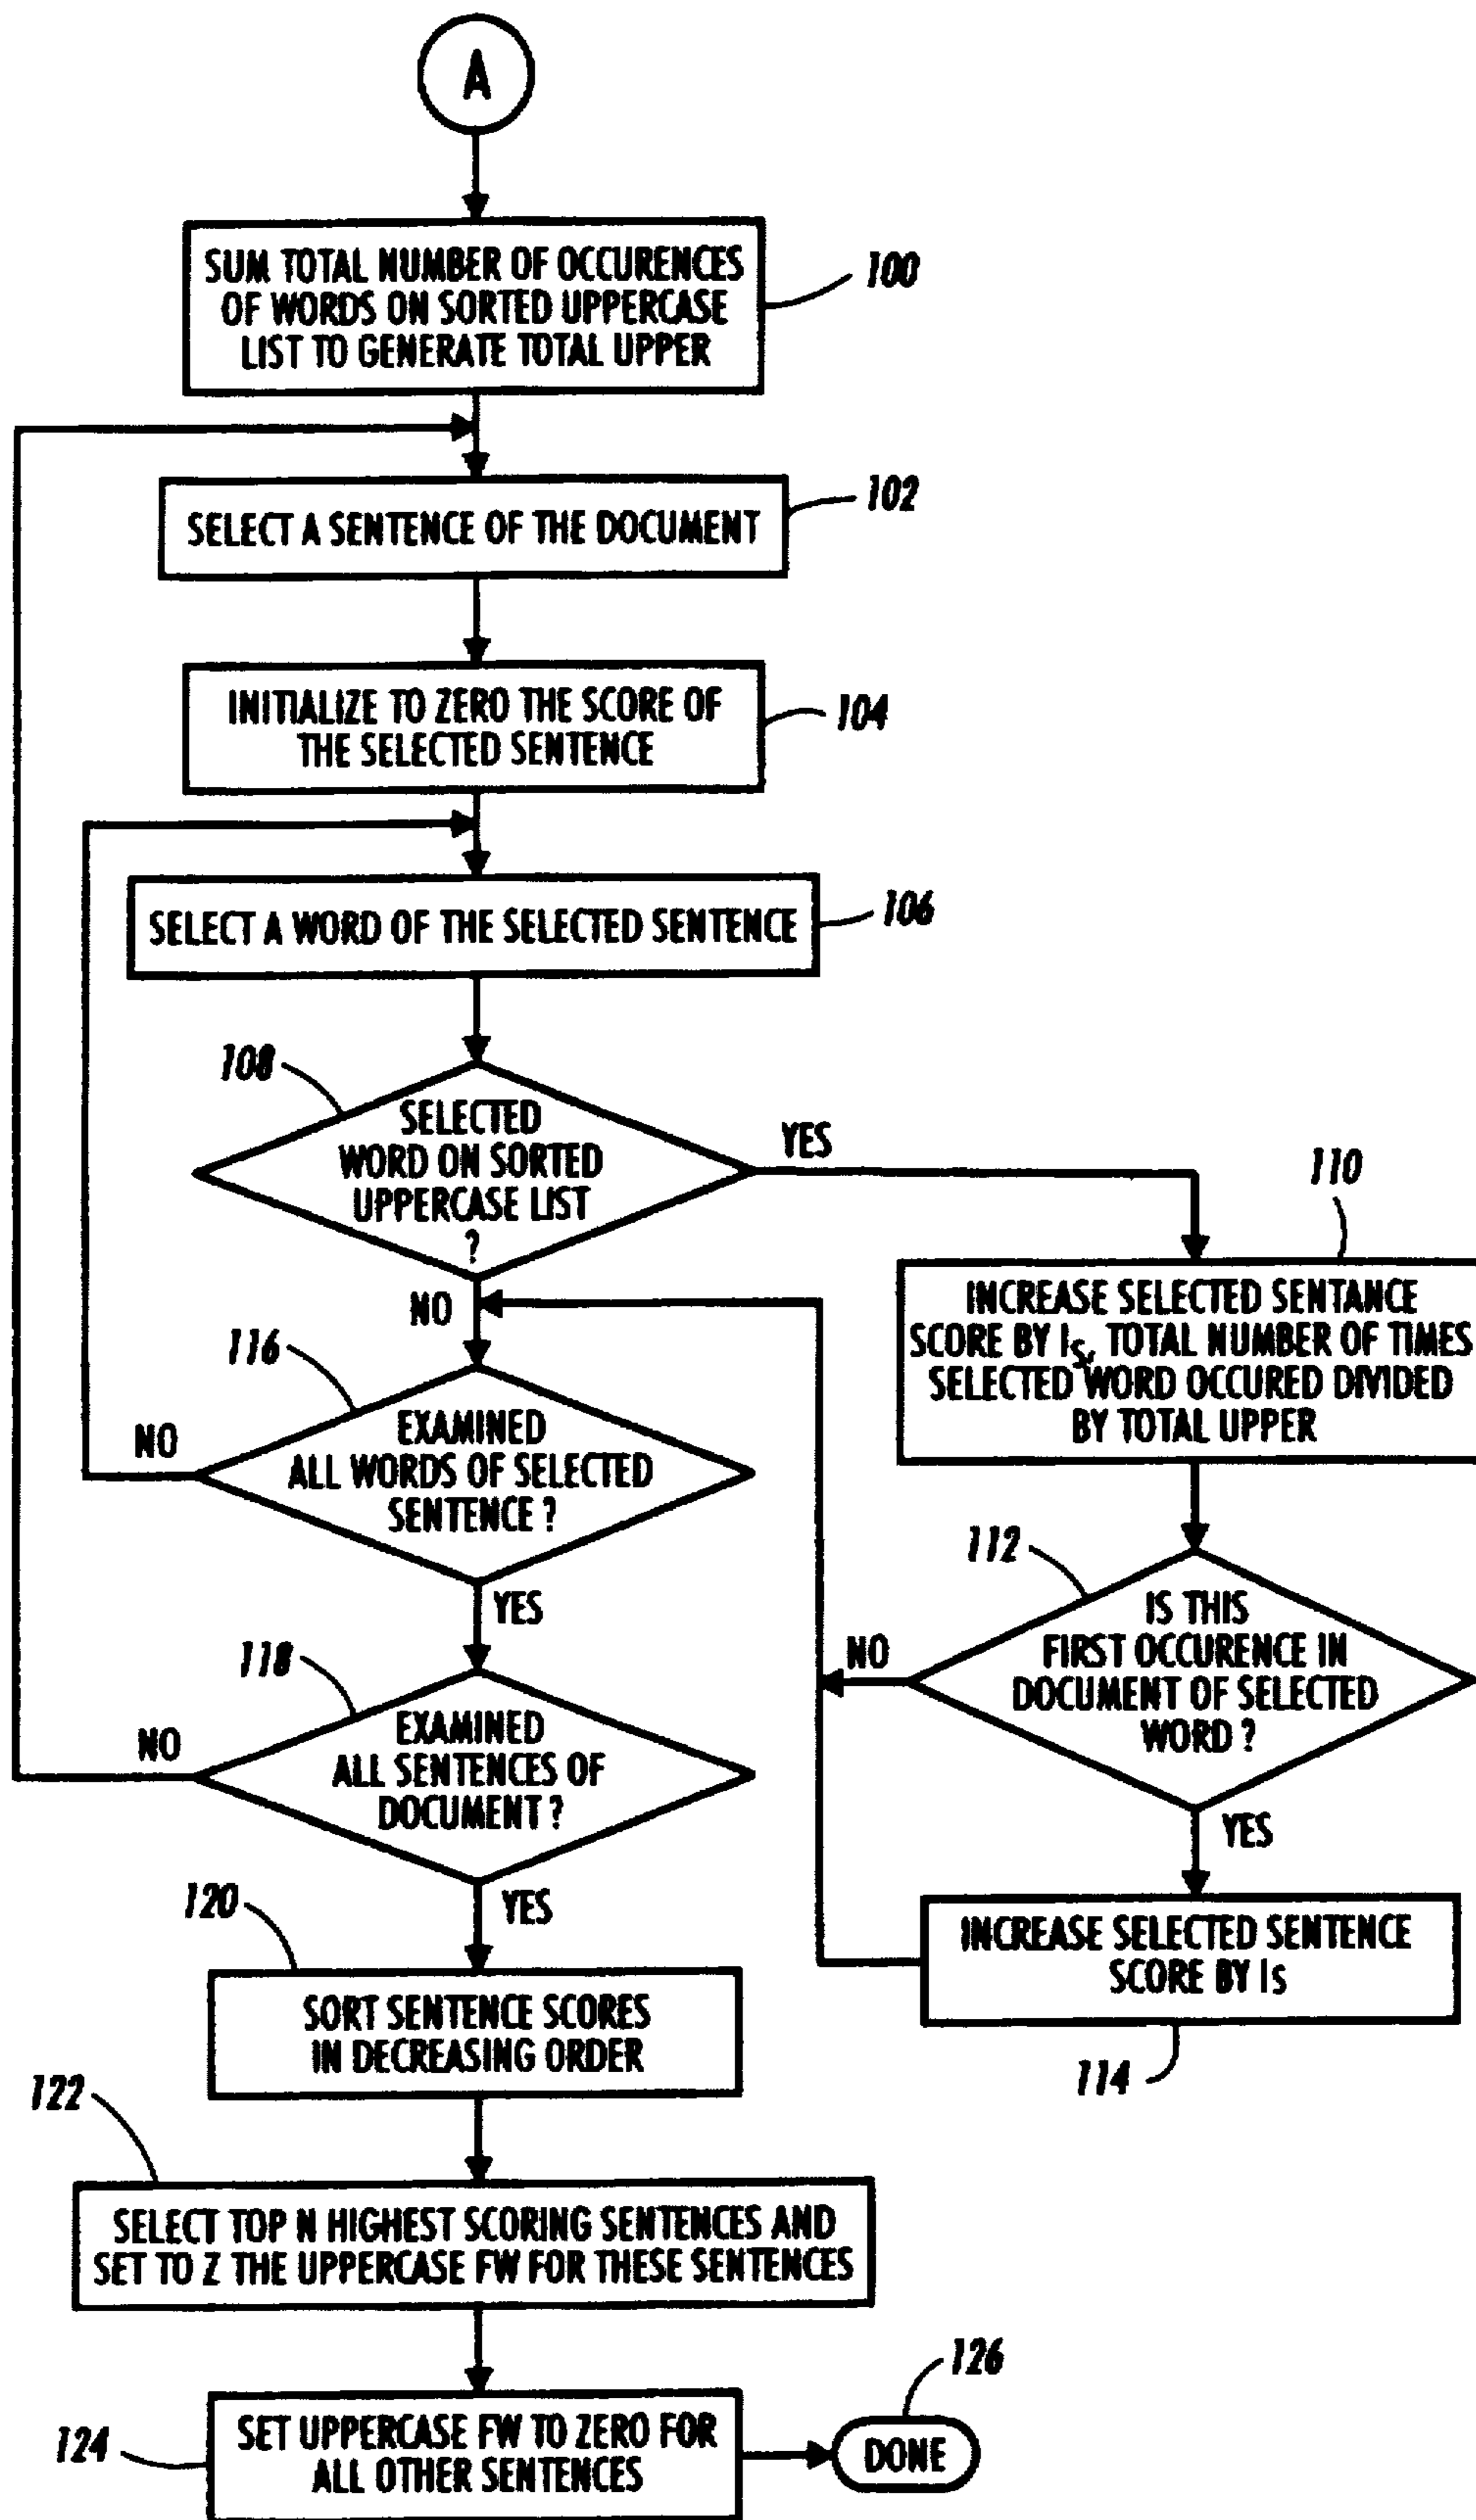 A
SUM TOTAL NUMBER OF OCCURENCES
OF WORDS ON SORTED UPPERCASE
LIST TO GENERATE TOTAL UPPER
100
SELECT A SENTENCE OF THE DOCUMENT
102
INITIALIZE TO ZERO THE SCORE OF
THE SELECTED SENTENCE
104
SELECT A WORD OF THE SELECTED SENTENCE
106
108
SELECTED
WORD ON SORTED
UPPERCASE LIST
?
YES
NO
110
INCREASE SELECTED SENTANCE
SCORE BY Is, TOTAL NUMBER OF TIMES
SELECTED WORD OCCURED DIVIDED
BY TOTAL UPPER
116
EXAMINED
ALL WORDS OF SELECTED
SENTENCE ?
NO
YES
112
IS THIS
FIRST OCCURENCE IN
DOCUMENT OF SELECTED
WORD ?
NO
YES
118
EXAMINED
ALL SENTENCES OF
DOCUMENT ?
NO
YES
INCREASE SELECTED SENTENCE
SCORE BY Is
114
120
SORT SENTENCE SCORES
IN DECREASING ORDER
122
SELECT TOP N HIGHEST SCORING SENTENCES AND
SET TO Z THE UPPERCASE FW FOR THESE SENTENCES
124
SET UPPERCASE FW TO ZERO FOR
ALL OTHER SENTENCES
126
DONE